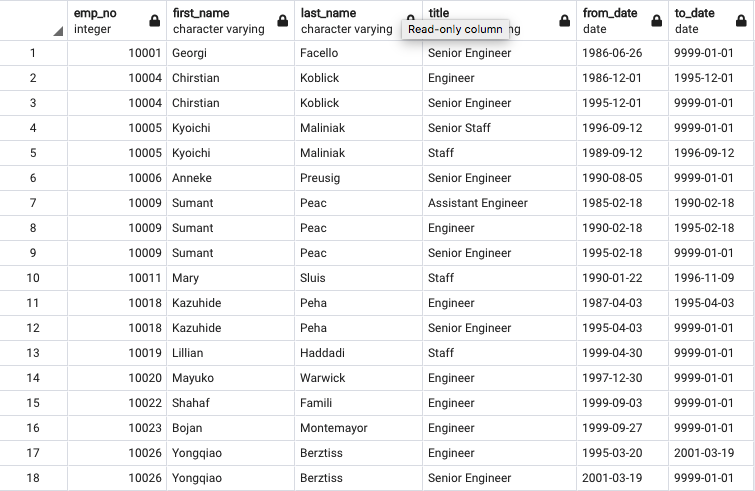 emp_no first_name last_name title from_date to_date
integer character varying character varying Read-only column ng date date
1 10001 Georgi Facello Senior Engineer 1986-06-26 9999-01-01
2 10004 Chirstian Koblick Engineer 1986-12-01 1995-12-01
3 10004 Chirstian Koblick Senior Engineer 1995-12-01 9999-01-01
4 10005 Kyoichi Maliniak Senior Staff 1996-09-12 9999-01-01
5 10005 Kyoichi Maliniak Staff 1989-09-12 1996-09-12
6 10006 Anneke Preusig Senior Engineer 1990-08-05 9999-01-01
7 10009 Sumant Peac Assistant Engineer 1985-02-18 1990-02-18
8 10009 Sumant Peac Engineer 1990-02-18 1995-02-18
9 10009 Sumant Peac Senior Engineer 1995-02-18 9999-01-01
10 10011 Mary Sluis Staff 1990-01-22 1996-11-09
11 10018 Kazuhide Peha Engineer 1987-04-03 1995-04-03
12 10018 Kazuhide Peha Senior Engineer 1995-04-03 9999-01-01
13 10019 Lillian Haddadi Staff 1999-04-30 9999-01-01
14 10020 Mayuko Warwick Engineer 1997-12-30 9999-01-01
15 10022 Shahaf Famili Engineer 1999-09-03 9999-01-01
16 10023 Bojan Montemayor Engineer 1999-09-27 9999-01-01
17 10026 Yongqiao Berztiss Engineer 1995-03-20 2001-03-19
18 10026 Yongqiao Berztiss Senior Engineer 2001-03-19 9999-01-01